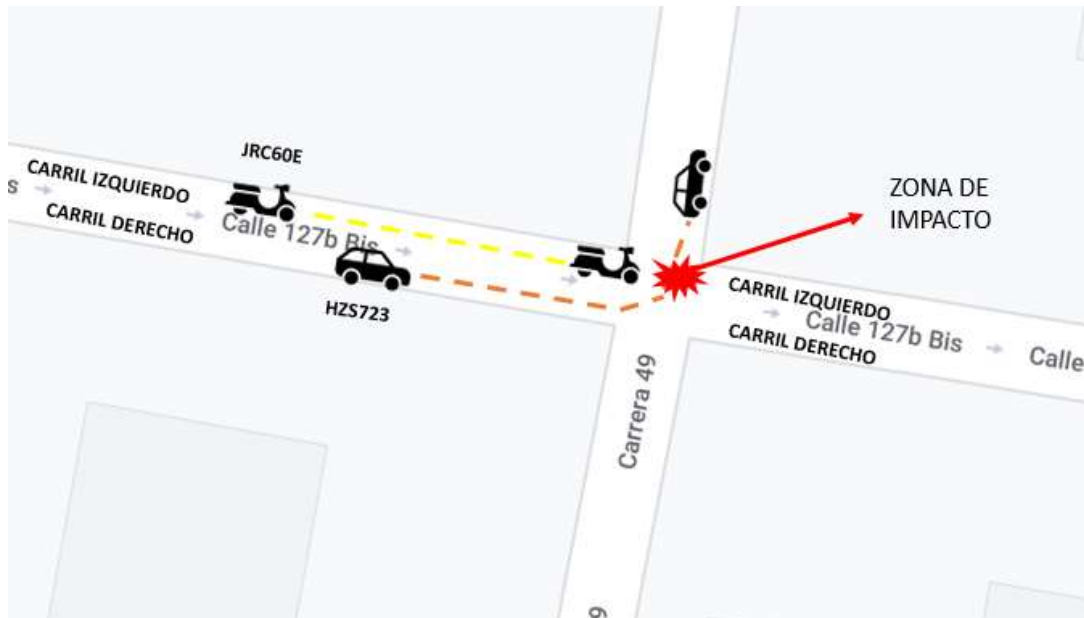 JRC60E
CARRIL IZQUIERDO
s
CARRIL DERECHO
Calle 127b Bis
HZS723
ZONA DE
IMPACTO
CARRIL IZQUIERDO
Calle 127b Bis
Calle
CARRIL DERECHO
Carrera 49
9